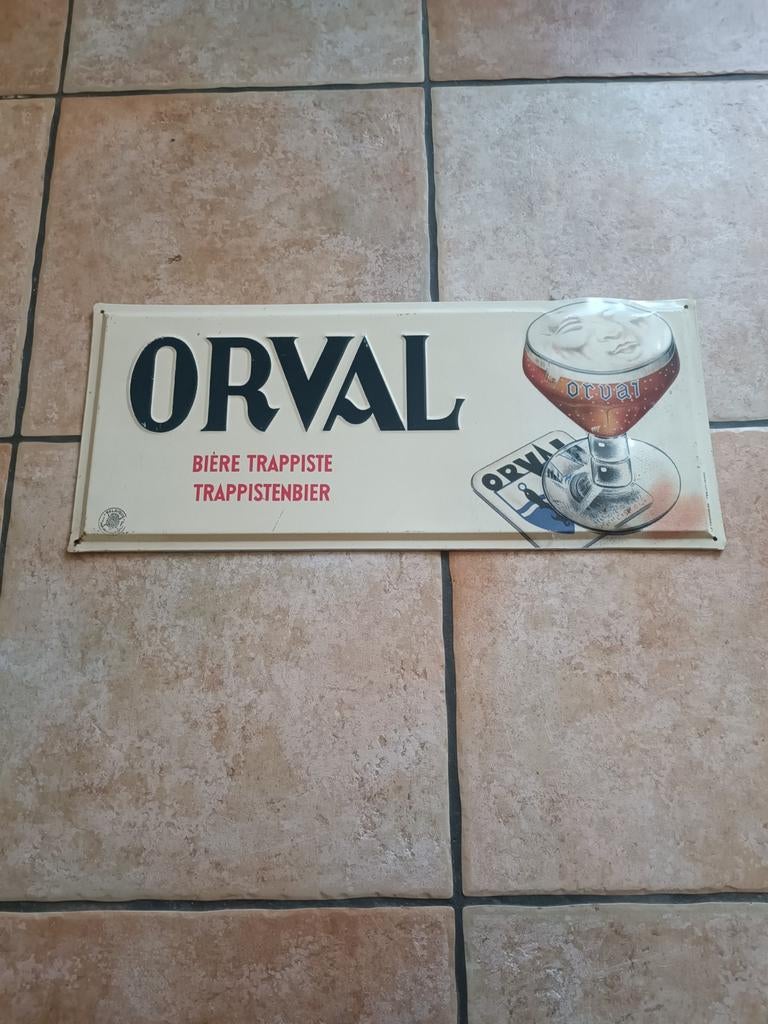 ORVAL
BIÈRE TRAPPISTE
TRAPPISTENBIER
orval
ORVAL